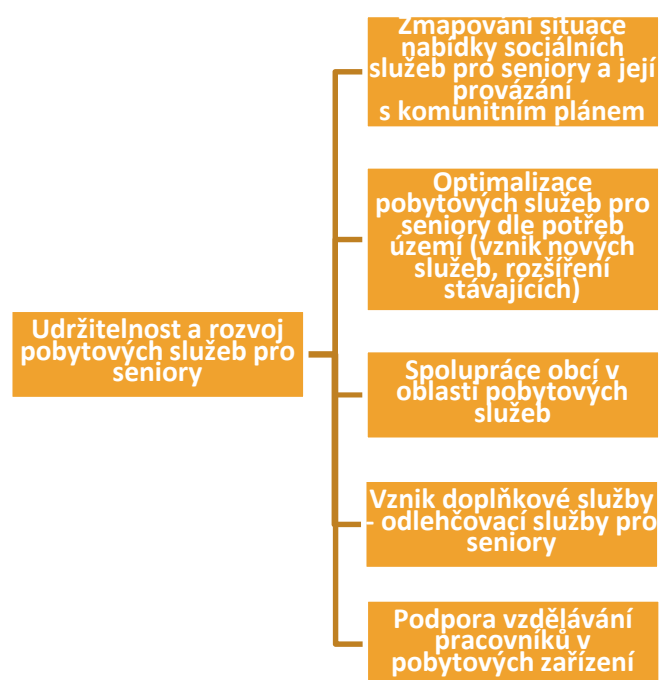 Zmapování situace
nabídky sociálních
služeb pro seniory a její
provázání
s komunitním plánem
Optimalizace
pobytových služeb pro
seniory dle potřeb
území (vznik nových
služeb, rozšíření
stávajících)
Udržitelnost a rozvoj
pobytových služeb pro
seniory
Spolupráce obcí v
oblasti pobytových
služeb
Vznik doplňkové služby
- odlehčovací služby pro
seniory
Podpora vzdělávání
pracovníků v
pobytových zařízení